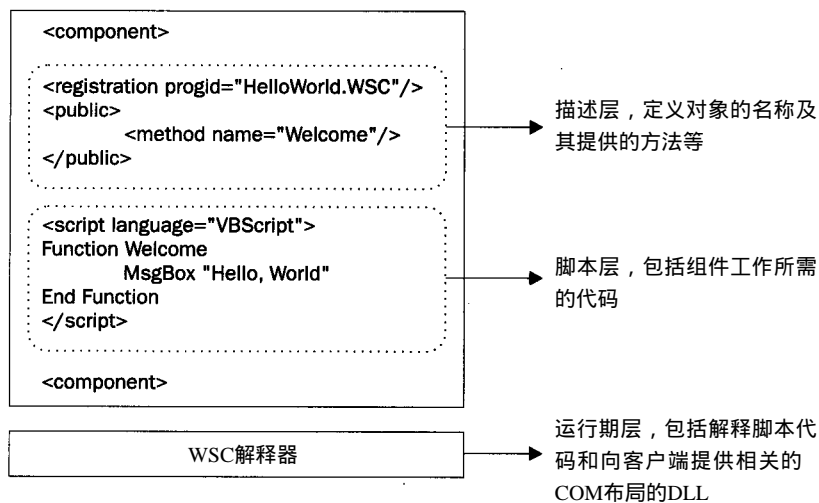 <component>
<registration progid="HelloWorld.WSC"/>
<public>
<method name="Welcome"/>
</public>
描述层，定义对象的名称及
其提供的方法等
<script language="VBScript">
Function Welcome
MsgBox "Hello, World"
End Function
</script>
脚本层，包括组件工作所需
的代码
<component>
WSC解释器
运行期层，包括解释脚本代
码和向客户端提供相关的
COM布局的DLL